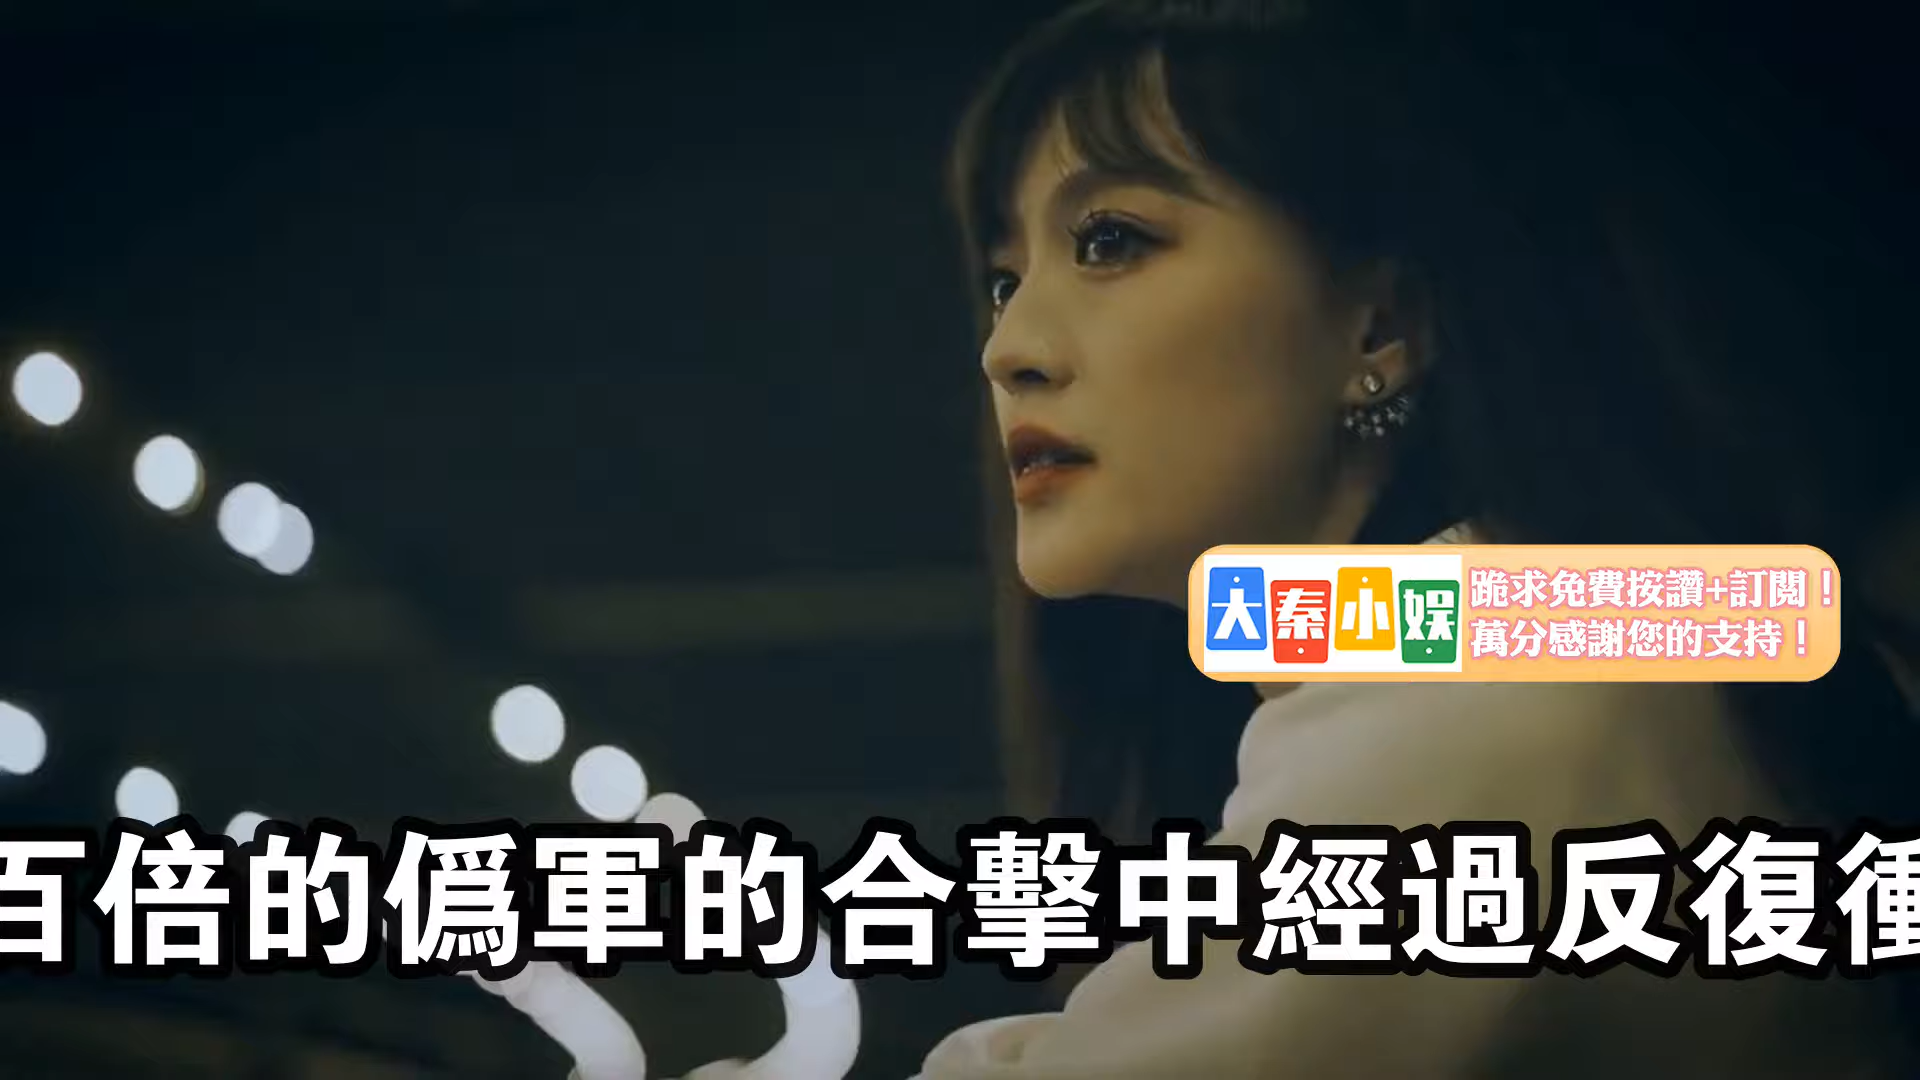 大秦小娱
跪求免費按讚+訂閱！
萬分感謝您的支持！
百倍的僞軍的合擊中經過反復衝